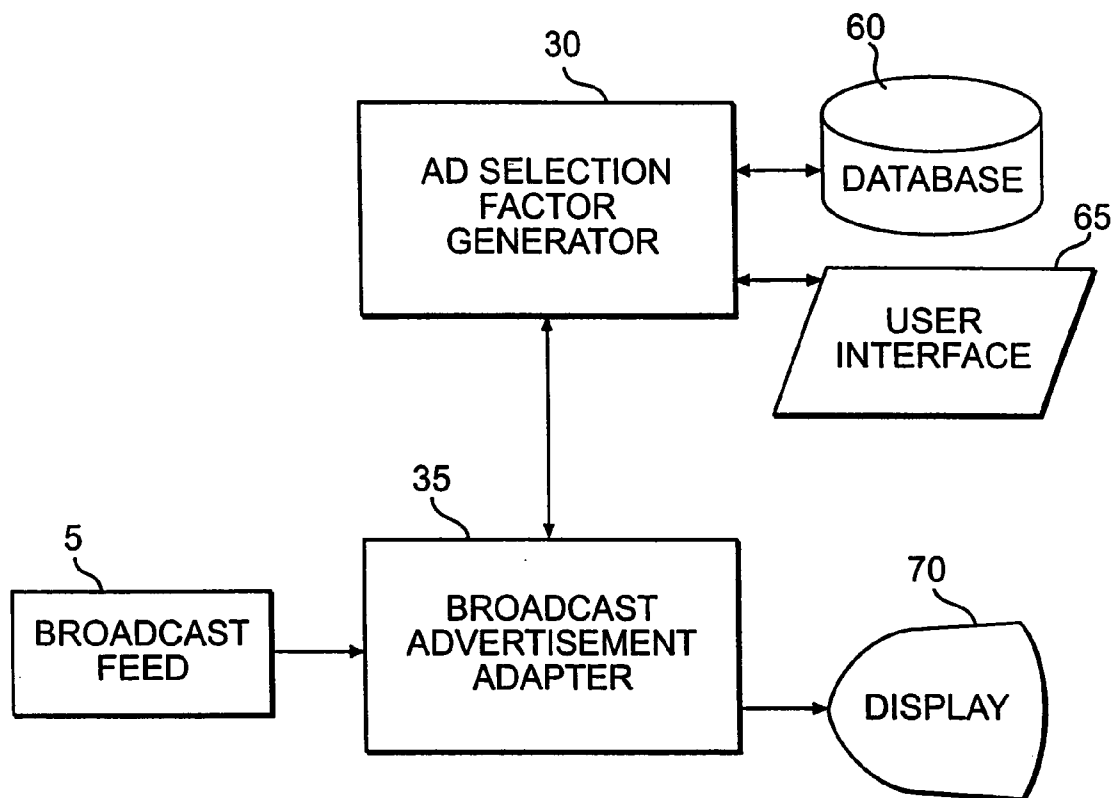 60
30
AD SELECTION
FACTOR
GENERATOR
DATABASE
65
USER
INTERFACE
35
5
BROADCAST
FEED
BROADCAST
ADVERTISEMENT
ADAPTER
70
DISPLAY